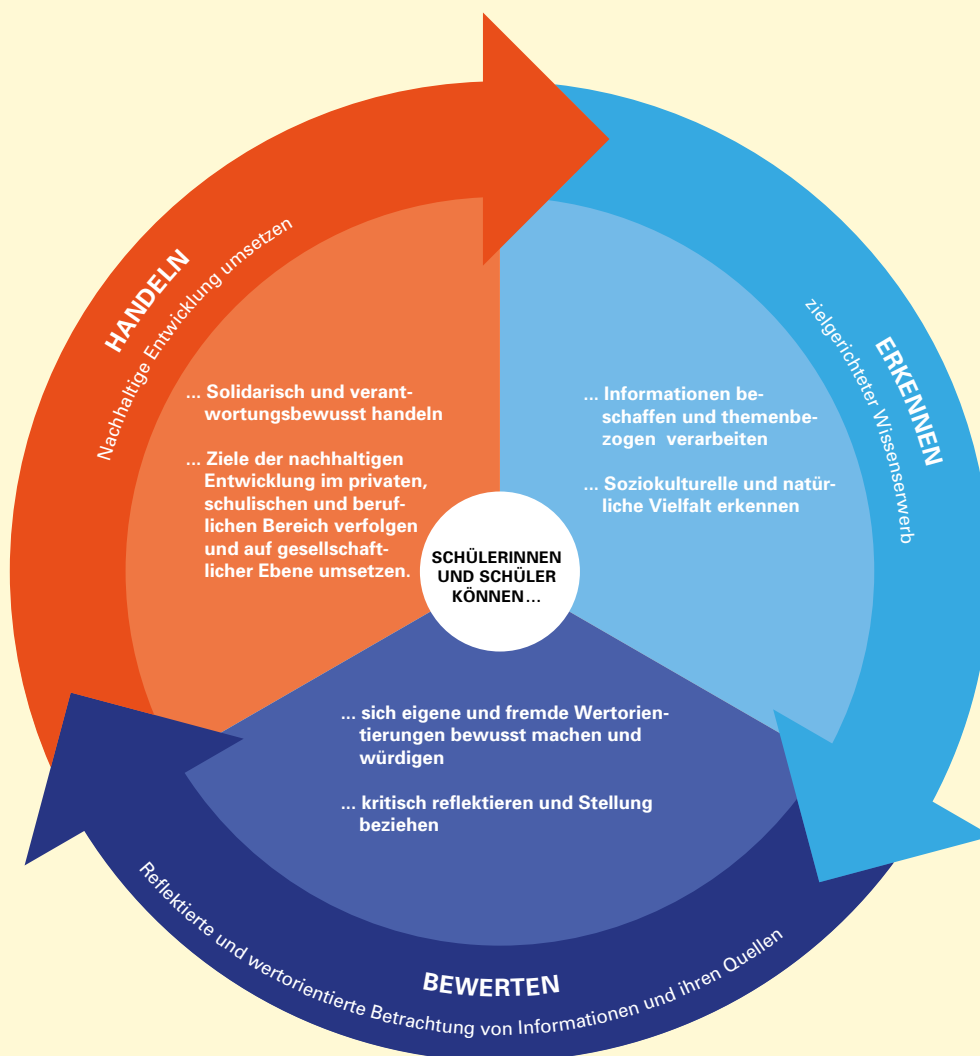 HANDELN
Nachhaltige Entwicklung umsetzen
... Solidarisch und verant-
wortungsbewusst handeln
... Ziele der nachhaltigen
Entwicklung im privaten,
schulischen und beruf-
lichen Bereich verfolgen
und auf gesellschaft-
licher Ebene umsetzen.
ERKENNEN
zielgerichteter Wissenserwerb
... Informationen be-
schaffen und themenbe-
zogen verarbeiten
... Soziokulturelle und natür-
liche Vielfalt erkennen
SCHÜLERINNEN
UND SCHÜLER
KÖNNEN...
... sich eigene und fremde Wertorien-
tierungen bewusst machen und
würdigen
... kritisch reflektieren und Stellung
beziehen
BEWERTEN
Reflektierte und wertorientierte Betrachtung von Informationen und ihren Quellen